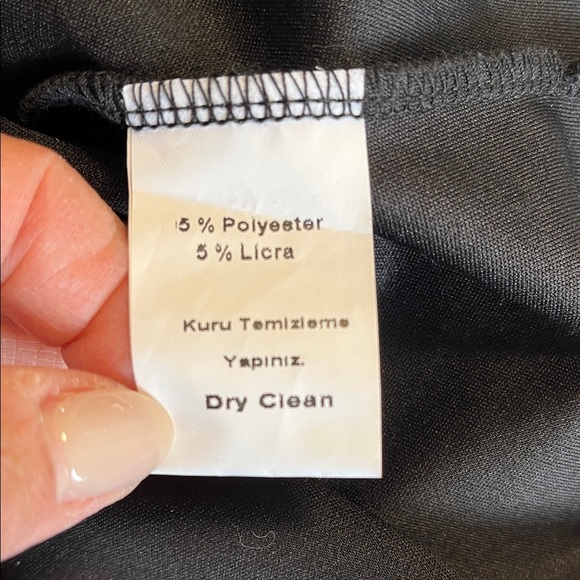 5 % Polyester
5 % Licra
Kuru Temizleme
Yapınız.
Dry Clean